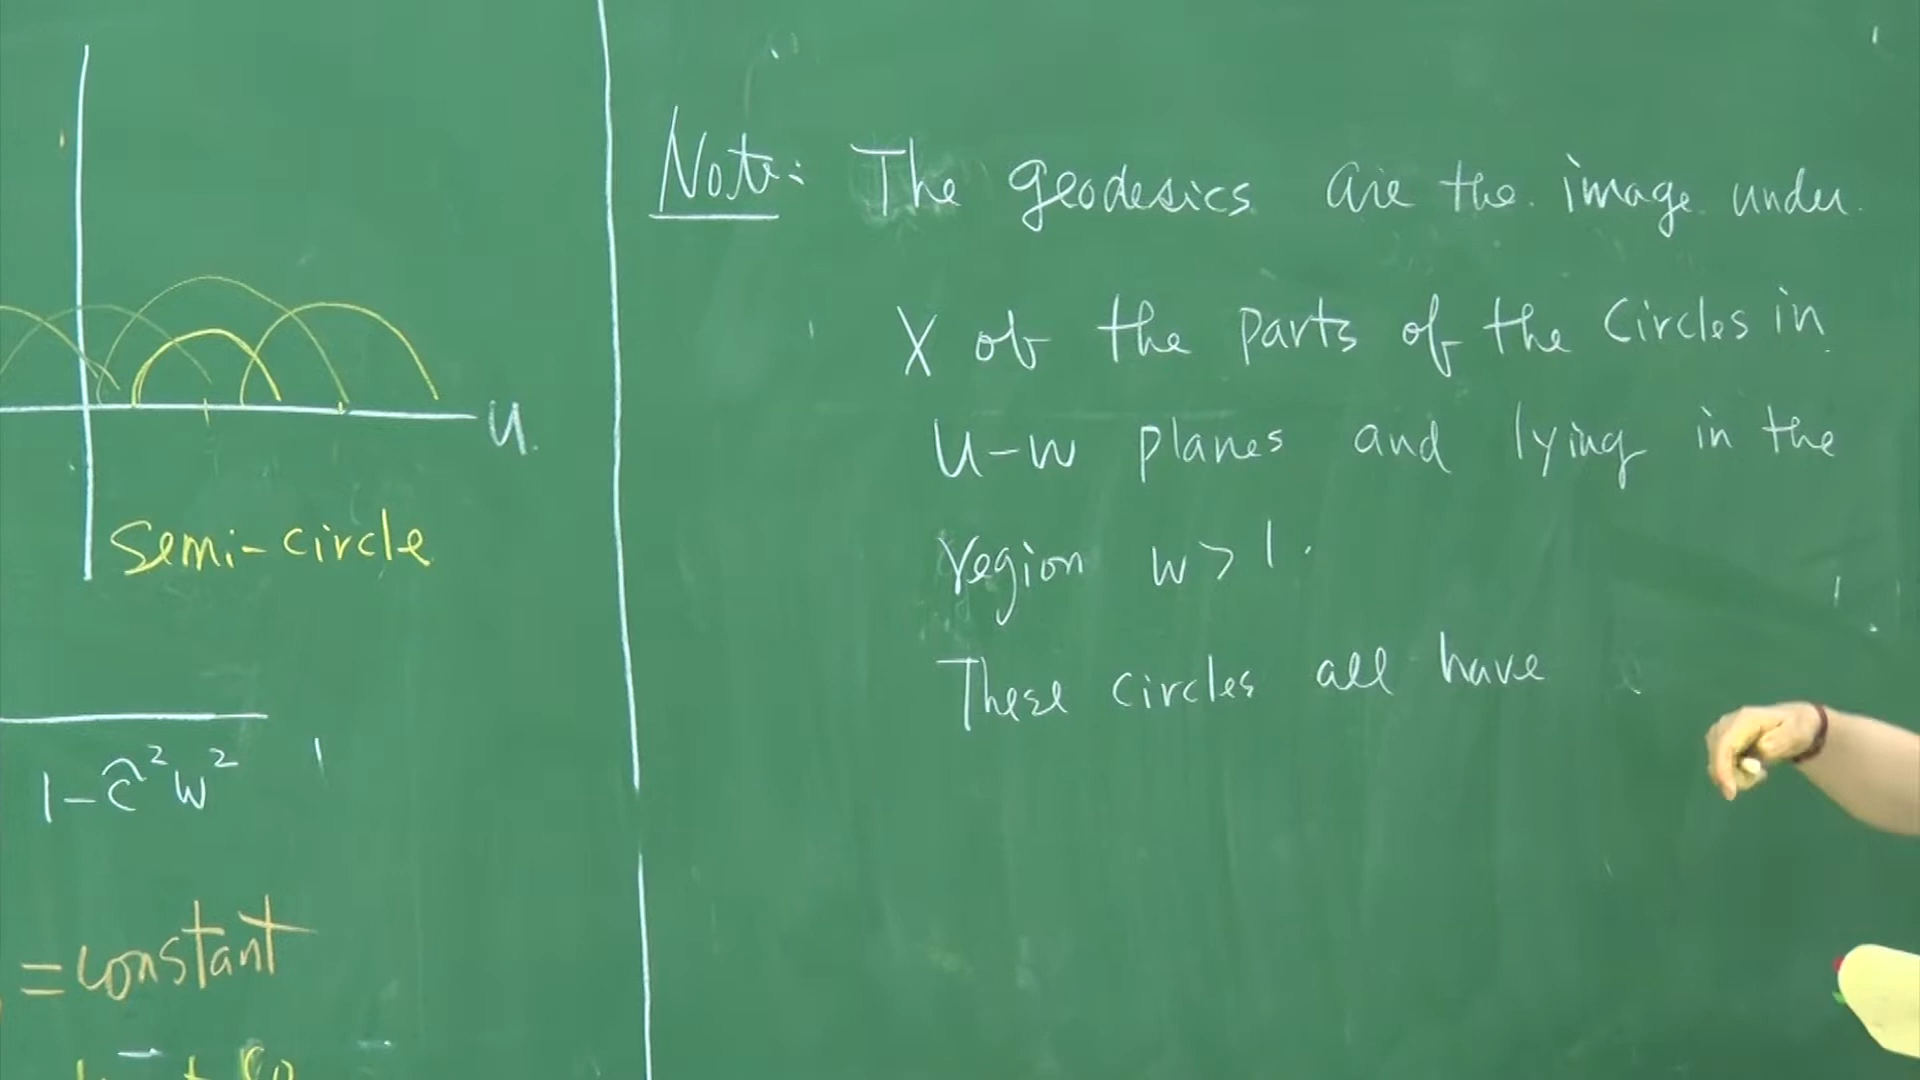 u.
Semi-circle
1-ĉ²w²
=constant
Note: The geodesics are the image under
X of the parts of the Circles in
u-w planes and lying in the
region w>1.
These circles all have